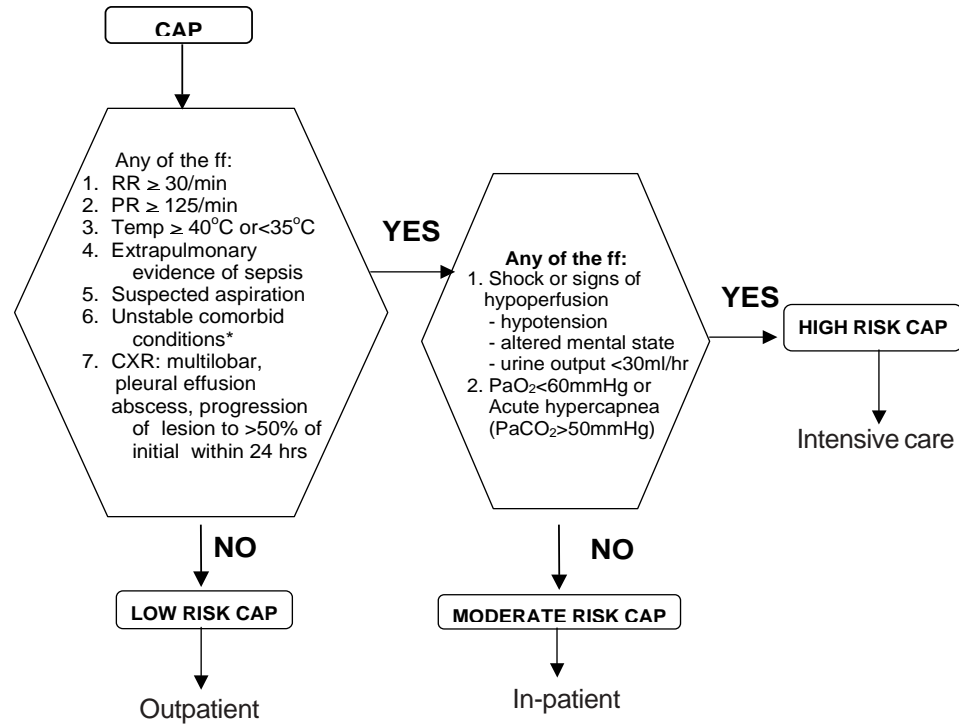 CAP
Any of the ff:
1. RR ≥ 30/min
2. PR ≥ 125/min
3. Temp ≥ 40°C or<35°C
4. Extrapulmonary
evidence of sepsis
5. Suspected aspiration
6. Unstable comorbid
conditions*
7. CXR: multilobar,
pleural effusion
abscess, progression
of lesion to >50% of
initial within 24 hrs
YES
Any of the ff:
1. Shock or signs of
hypoperfusion
- hypotension
- altered mental state
- urine output <30ml/hr
2. PaO₂<60mmHg or
Acute hypercapnea
(PaCO₂>50mmHg)
YES
HIGH RISK CAP
Intensive care
NO
LOW RISK CAP
Outpatient
NO
MODERATE RISK CAP
In-patient